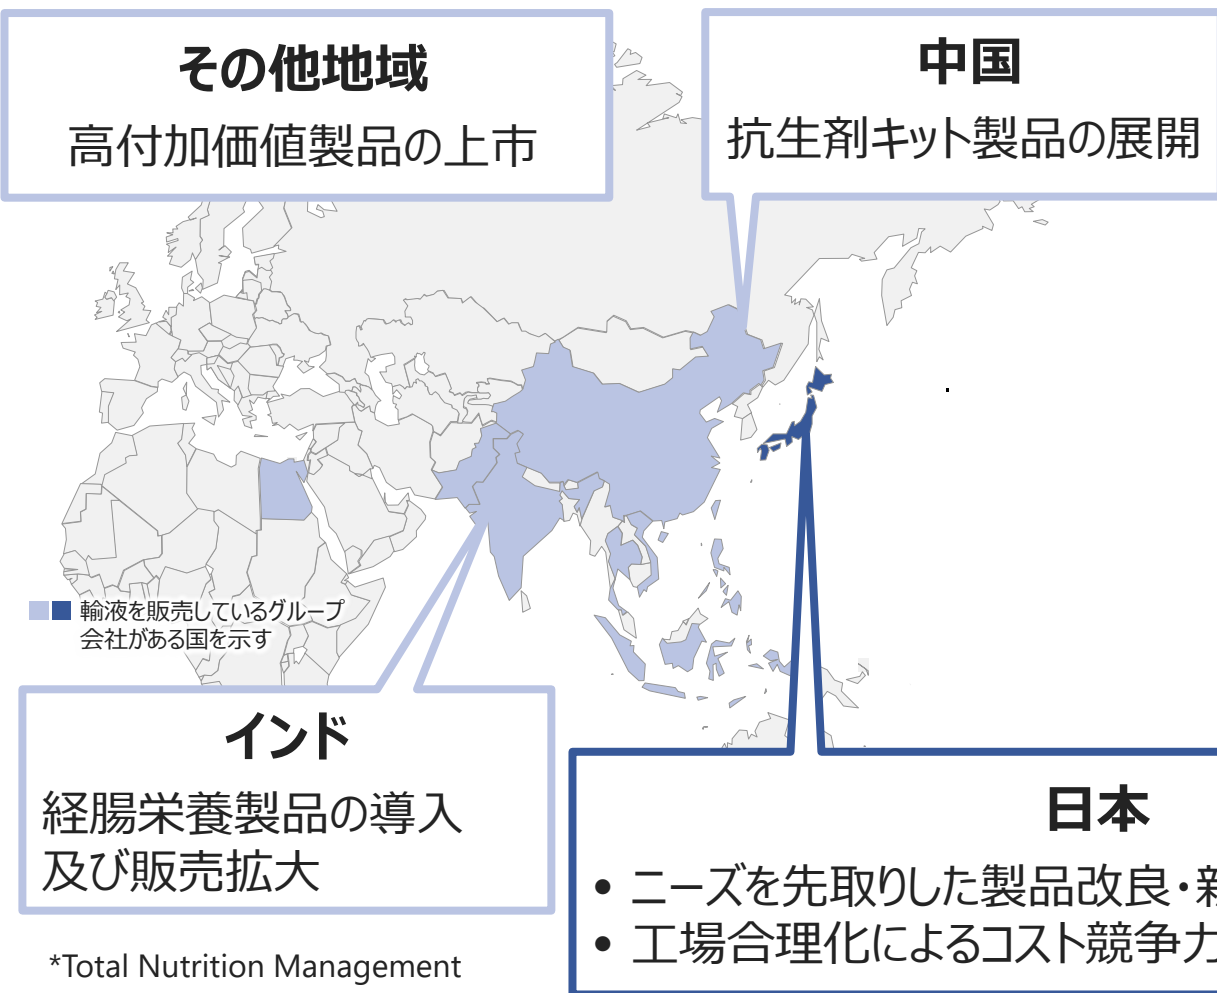 その他地域
高付加価値製品の上市
中国
抗生剤キット製品の展開
輸液を販売しているグループ
会社がある国を示す
インド
経腸栄養製品の導入
及び販売拡大
日本
• ニーズを先取りした製品改良・新
• 工場合理化によるコスト競争力
*Total Nutrition Management